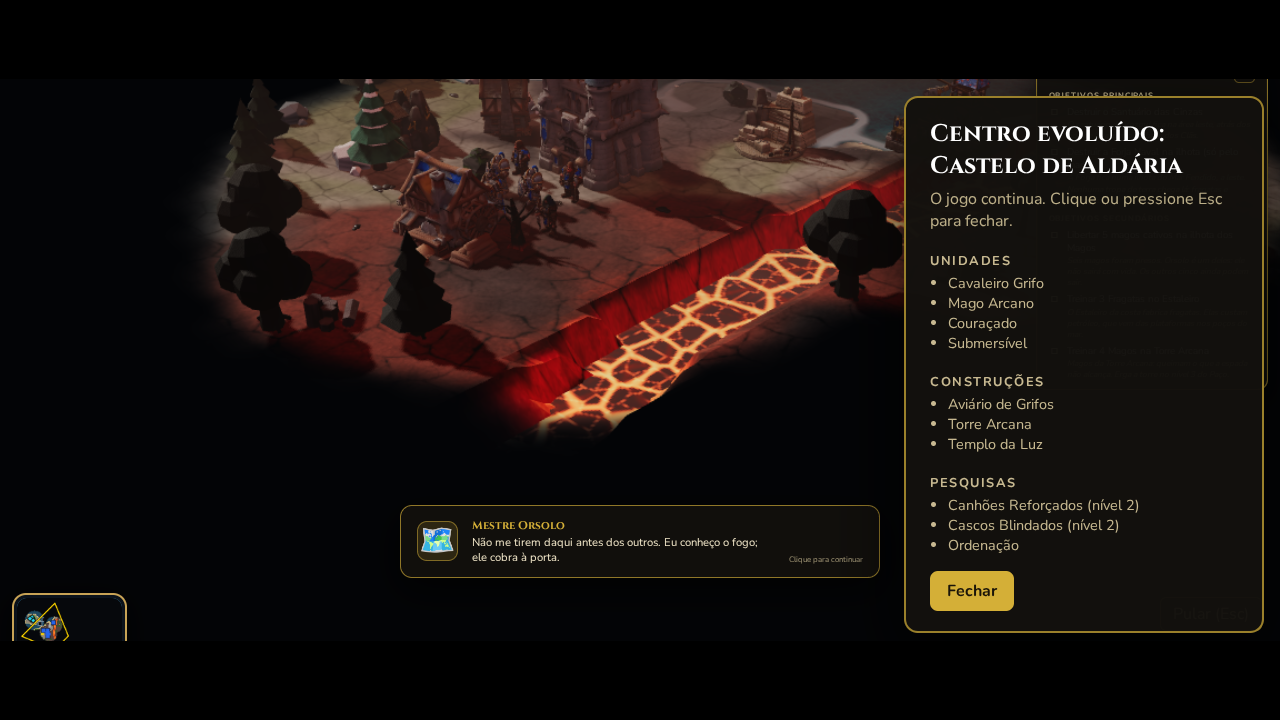 OBJETIVOS PRINCIPAIS
Centro evoluído:
Castelo de Aldária
O jogo continua. Clique ou pressione Esc
para fechar.
UNIDADES
Cavaleiro Grifo
Mago Arcano
Couraçado
Submersível
CONSTRUÇÕES
Aviário de Grifos
Torre Arcana
Templo da Luz
PESQUISAS
Canhões Reforçados (nível 2)
Cascos Blindados (nível 2)
Ordenação
Fechar
Mestre Orsolo
Não me tirem daqui antes dos outros. Eu conheço o fogo;
ele cobra à porta.
Clique para continuar